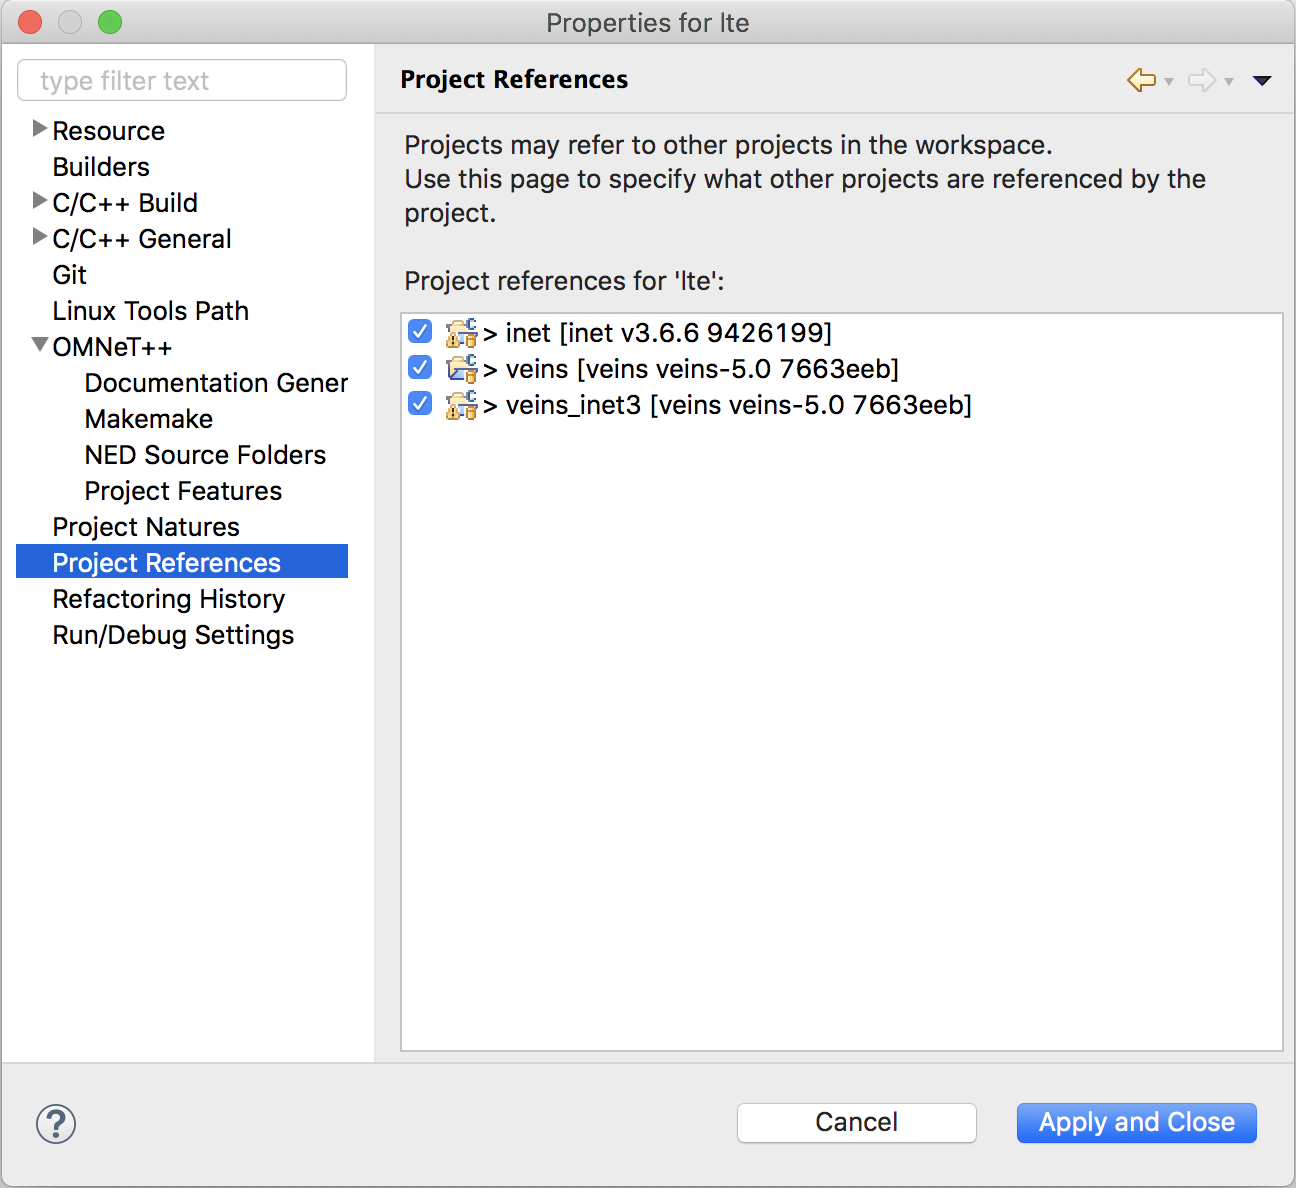 Properties for lte
type filter text
Resource
Builders
C/C++ Build
C/C++ General
Git
Linux Tools Path
OMNeT++
Documentation Gener
Makemake
NED Source Folders
Project Features
Project Natures
Project References
Refactoring History
Run/Debug Settings
Project References
Projects may refer to other projects in the workspace.
Use this page to specify what other projects are referenced by the
project.
Project references for 'lte':
> inet [inet v3.6.6 9426199]
> veins [veins veins-5.0 7663eeb]
> veins_inet3 [veins veins-5.0 7663eeb]
?
Cancel
Apply and Close